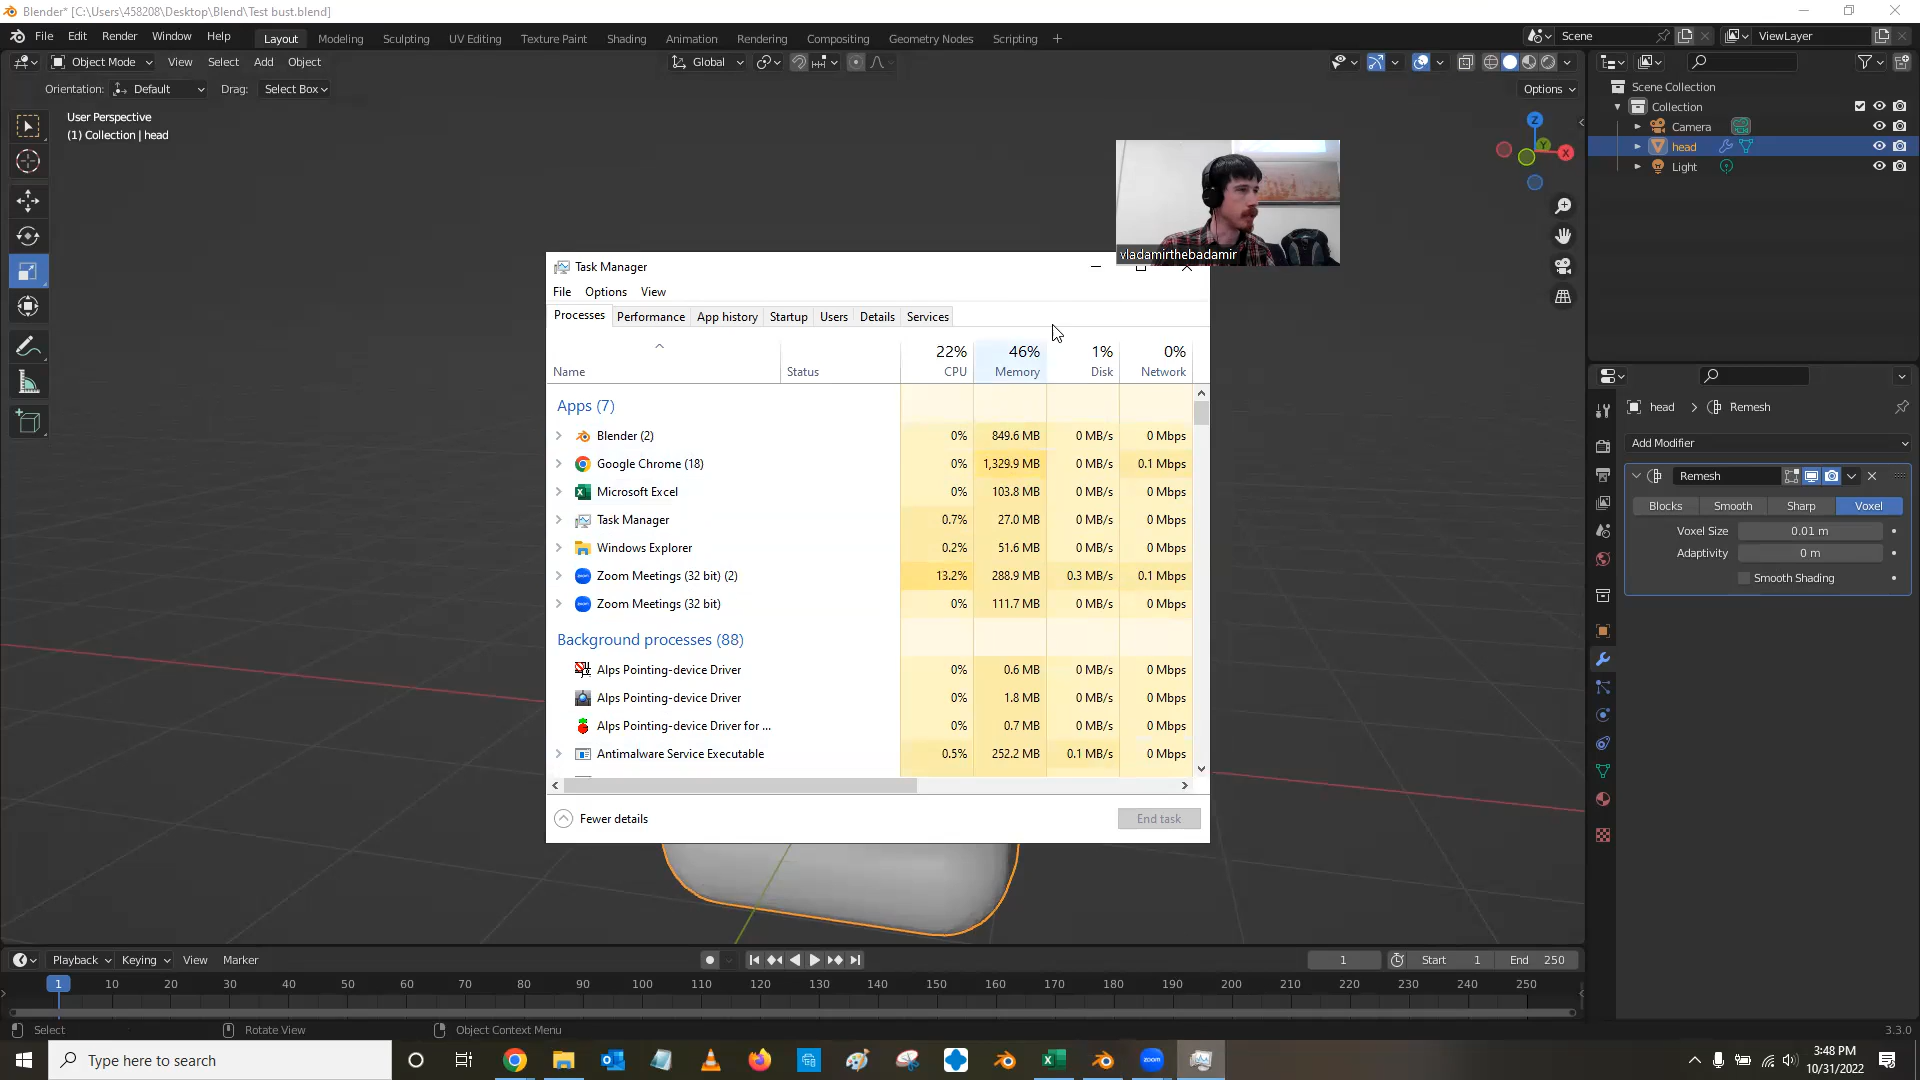 Blender* [C:\Users\458208\Desktop\Blend\Test bust.blend]
File Edit Render Window Help Layout Modeling Sculpting UV Editing Texture Paint Shading Animation Rendering Compositing Geometry Nodes Scripting Scene ViewLayer
Object Mode View Select Add Object Global
Orientation: Default Drag: Select Box Options
User Perspective
(1) Collection | head
Z
Y
X
Scene Collection
Collection
Camera
head
Light
vladamirthebadamir
Task Manager
File Options View
Processes Performance App history Startup Users Details Services
22% 46% 1% 0%
Name Status CPU Memory Disk Network
Apps (7)
Blender (2) 0% 849.6 MB 0 MB/s 0 Mbps
Google Chrome (18) 0% 1,329.9 MB 0 MB/s 0.1 Mbps
Microsoft Excel 0% 103.8 MB 0 MB/s 0 Mbps
Task Manager 0.7% 27.0 MB 0 MB/s 0 Mbps
Windows Explorer 0.2% 51.6 MB 0 MB/s 0 Mbps
Zoom Meetings (32 bit) (2) 13.2% 288.9 MB 0.3 MB/s 0.1 Mbps
Zoom Meetings (32 bit) 0% 111.7 MB 0 MB/s 0 Mbps
Background processes (88)
Alps Pointing-device Driver 0% 0.6 MB 0 MB/s 0 Mbps
Alps Pointing-device Driver 0% 1.8 MB 0 MB/s 0 Mbps
Alps Pointing-device Driver for ... 0% 0.7 MB 0 MB/s 0 Mbps
Antimalware Service Executable 0.5% 252.2 MB 0.1 MB/s 0 Mbps
Fewer details End task
head Remesh
Add Modifier
Remesh
Blocks Smooth Sharp Voxel
Voxel Size 0.01 m
Adaptivity 0 m
Smooth Shading
Playback Keying View Marker 1 Start 1 End 250
1 10 20 30 40 50 60 70 80 90 100 110 120 130 140 150 160 170 180 190 200 210 220 230 240 250
Select Rotate View Object Context Menu 3.3.0
Type here to search zoom 3:48 PM
10/31/2022